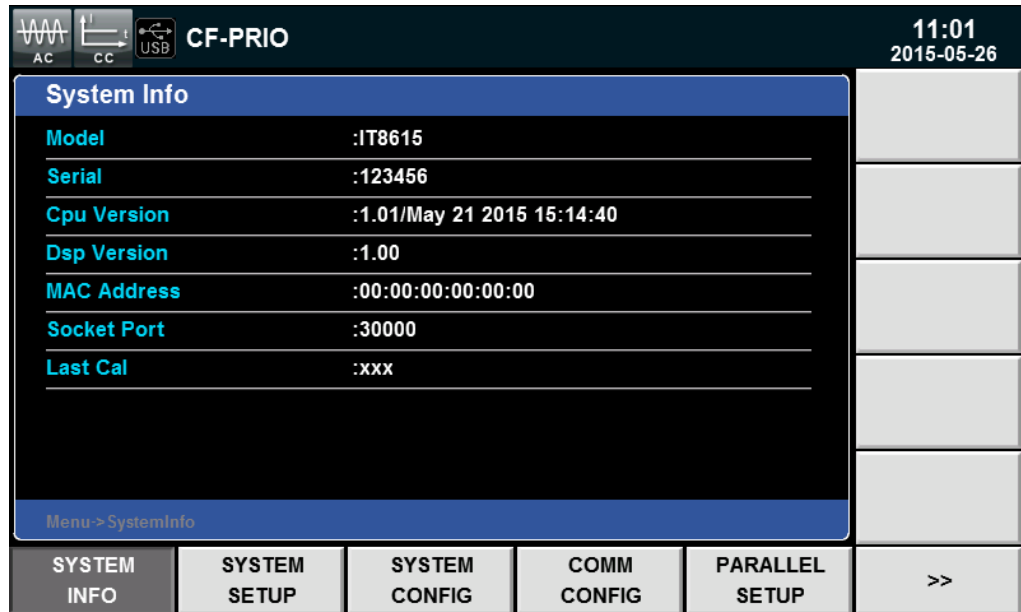 AC
CC
t
USB
CF-PRIO
11:01
2015-05-26
System Info
Model :IT8615
Serial :123456
Cpu Version :1.01/May 21 2015 15:14:40
Dsp Version :1.00
MAC Address :00:00:00:00:00:00
Socket Port :30000
Last Cal :xxx
Menu->SystemInfo
SYSTEM INFO
SYSTEM SETUP
SYSTEM CONFIG
COMM CONFIG
PARALLEL SETUP
>>